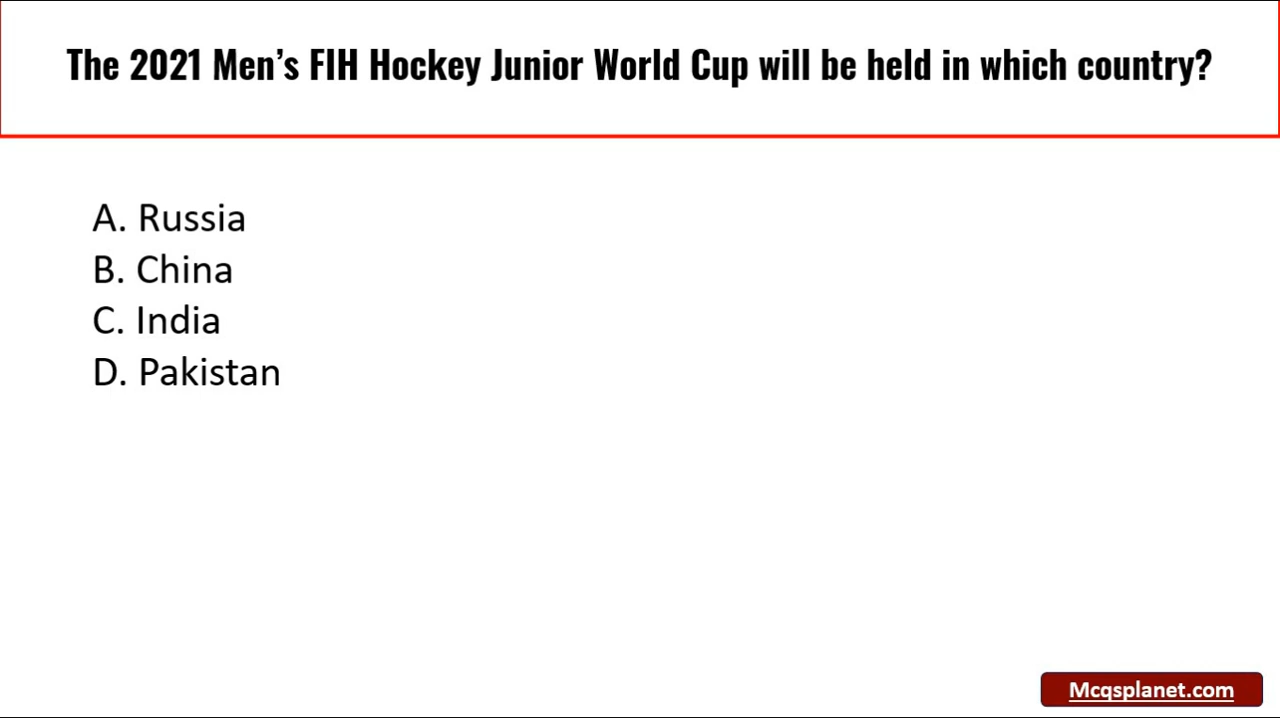 The 2021 Men’s FIH Hockey Junior World Cup will be held in which country?
A. Russia
B. China
C. India
D. Pakistan
Mcqsplanet.com